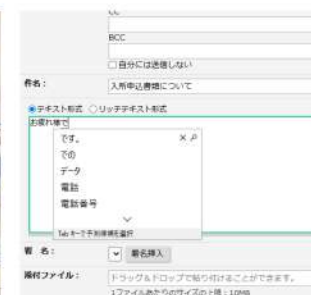 CC
BCC
自分には送信しない
件名：
入所申込書類について
テキスト形式 リッチテキスト形式
お疲れ様で
です。
での
データ
電話
電話番号
Tab キーで予測候補を選択
署 名：
署名挿入
添付ファイル：
ドラッグ&ドロップで貼り付けることができます。
1ファイルあたりのサイズの上限：10MB